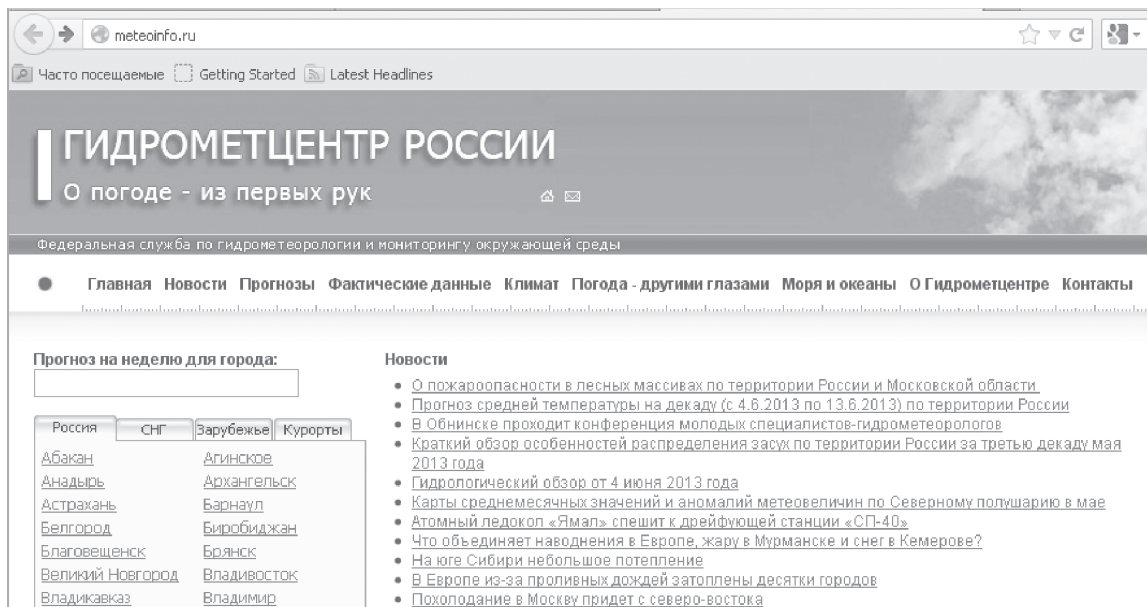 meteoinfo.ru
Часто посещаемые Getting Started Latest Headlines
ГИДРОМЕТЦЕНТР РОССИИ
О погоде - из первых рук
Федеральная служба по гидрометеорологии и мониторингу окружающей среды
Главная Новости Прогнозы Фактические данные Климат Погода - другими глазами Моря и океаны О Гидрометцентре Контакты
Прогноз на неделю для города:
Россия СНГ Зарубежье Курорты
Абакан Агинское
Анадырь Архангельск
Астрахань Барнаул
Белгород Биробиджан
Благовещенск Брянск
Великий Новгород Владивосток
Владикавказ Владимир
Новости
О пожароопасности в лесных массивах по территории России и Московской области
Прогноз средней температуры на декаду (с 4.6.2013 по 13.6.2013) по территории России
В Обнинске проходит конференция молодых специалистов-гидрометеорологов
Краткий обзор особенностей распределения засух по территории России за третью декаду мая
2013 года
Гидрологический обзор от 4 июня 2013 года
Карты среднемесячных значений и аномалий метеовеличин по Северному полушарию в мае
Атомный ледокол «Ямал» спешит к дрейфующей станции «СП-40»
Что объединяет наводнения в Европе, жару в Мурманске и снег в Кемерове?
На юге Сибири небольшое потепление
В Европе из-за проливных дождей затоплены десятки городов
Похолодание в Москву придет с северо-востока